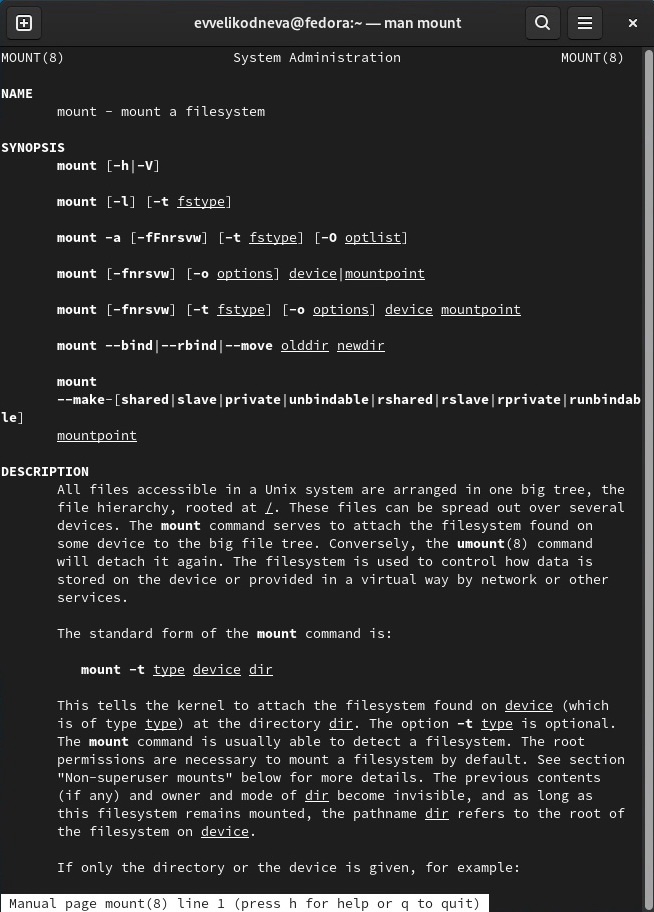 evvelikodneva@fedora:~ — man mount
MOUNT(8) System Administration MOUNT(8)
NAME
mount - mount a filesystem
SYNOPSIS
mount [-h|-V]
mount [-l] [-t fstype]
mount -a [-fFnrsvw] [-t fstype] [-O optlist]
mount [-fnrsvw] [-o options] device|mountpoint
mount [-fnrsvw] [-t fstype] [-o options] device mountpoint
mount --bind|--rbind|--move olddir newdir
mount
--make-[shared|slave|private|unbindable|rshared|rslave|rprivate|runbindab
le]
mountpoint
DESCRIPTION
All files accessible in a Unix system are arranged in one big tree, the
file hierarchy, rooted at /. These files can be spread out over several
devices. The mount command serves to attach the filesystem found on
some device to the big file tree. Conversely, the umount(8) command
will detach it again. The filesystem is used to control how data is
stored on the device or provided in a virtual way by network or other
services.
The standard form of the mount command is:
mount -t type device dir
This tells the kernel to attach the filesystem found on device (which
is of type type) at the directory dir. The option -t type is optional.
The mount command is usually able to detect a filesystem. The root
permissions are necessary to mount a filesystem by default. See section
"Non-superuser mounts" below for more details. The previous contents
(if any) and owner and mode of dir become invisible, and as long as
this filesystem remains mounted, the pathname dir refers to the root of
the filesystem on device.
If only the directory or the device is given, for example:
Manual page mount(8) line 1 (press h for help or q to quit)